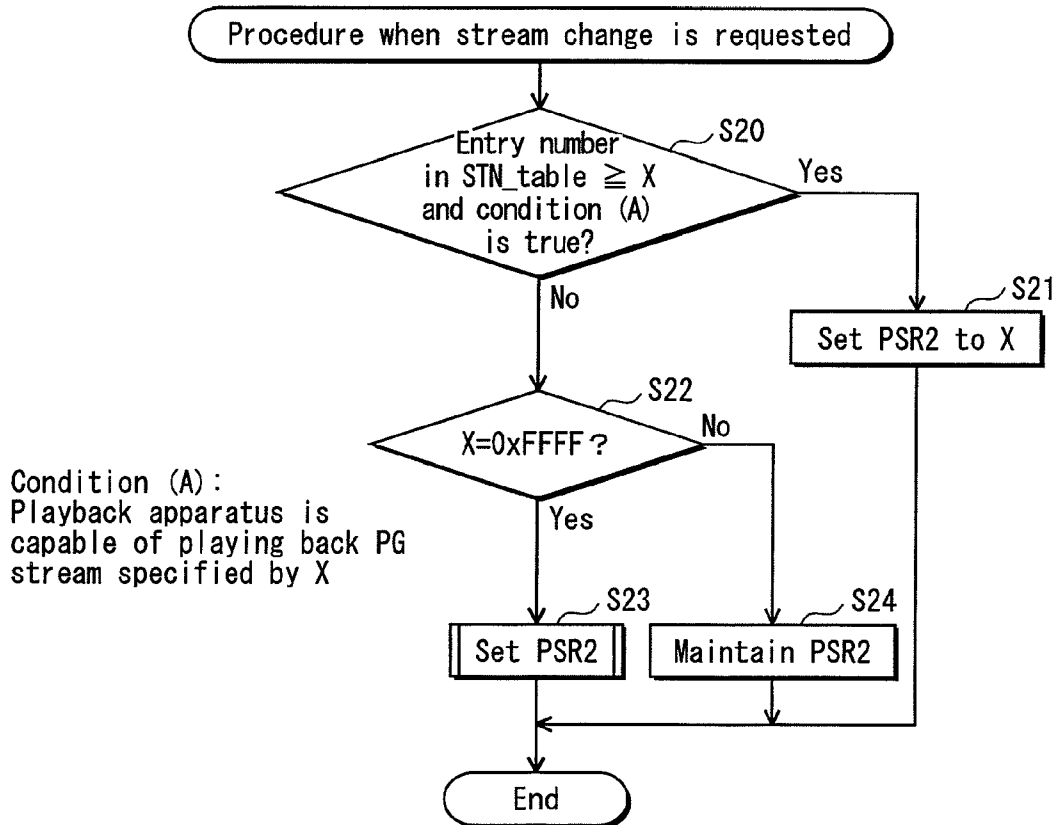 Procedure when stream change is requested
S20
Entry number
in STN_table ≧ X
and condition (A)
is true?
Yes
No
S21
Set PSR2 to X
S22
X=0xFFFF?
No
Yes
Condition (A):
Playback apparatus is
capable of playing back PG
stream specified by X
S23
Set PSR2
S24
Maintain PSR2
End